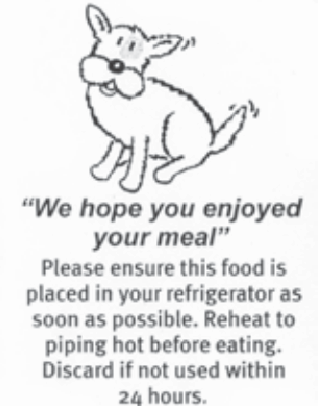 "We hope you enjoyed
your meal"
Please ensure this food is
placed in your refrigerator as
soon as possible. Reheat to
piping hot before eating.
Discard if not used within
24 hours.